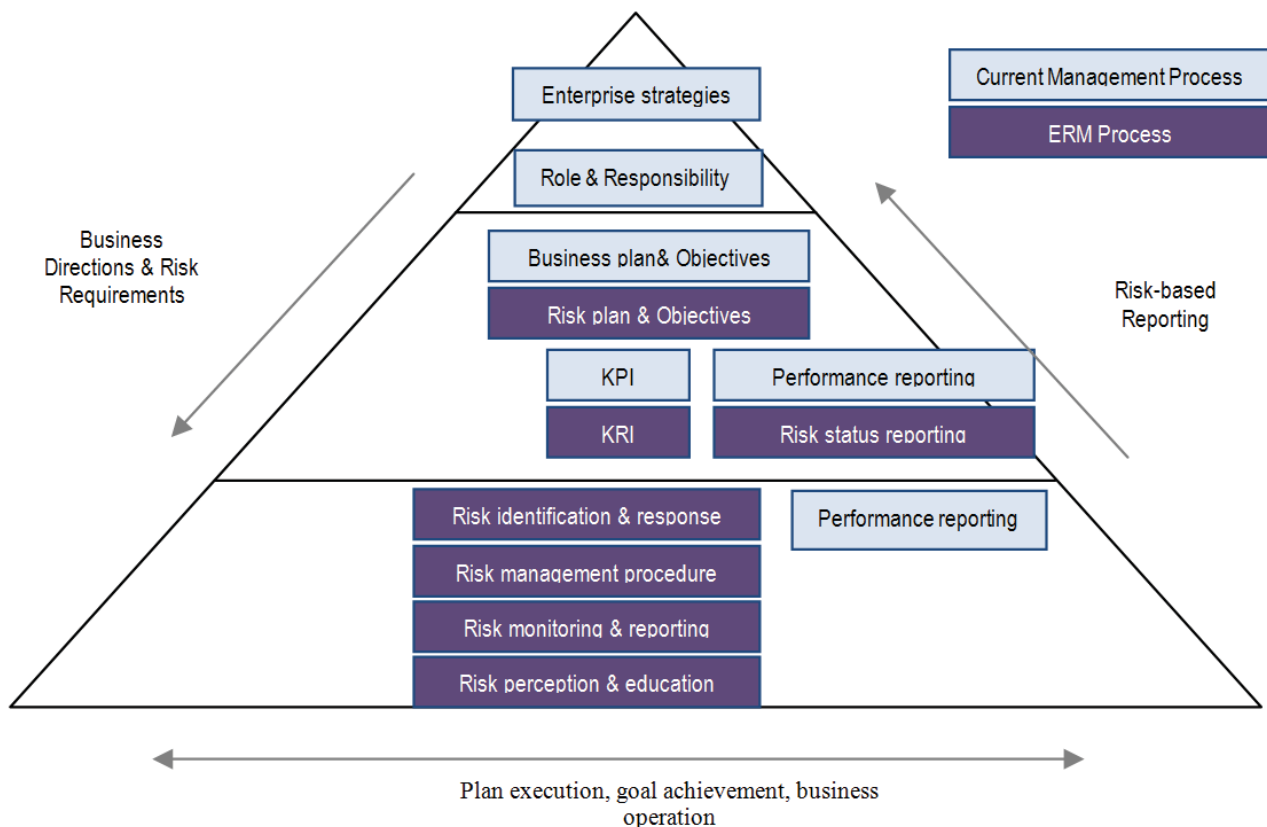 Enterprise strategies
Current Management Process
ERM Process
Role & Responsibility
Business
Directions & Risk
Requirements
Business plan& Objectives
Risk plan & Objectives
Risk-based
Reporting
KPI
Performance reporting
KRI
Risk status reporting
Risk identification & response
Performance reporting
Risk management procedure
Risk monitoring & reporting
Risk perception & education
Plan execution, goal achievement, business
operation